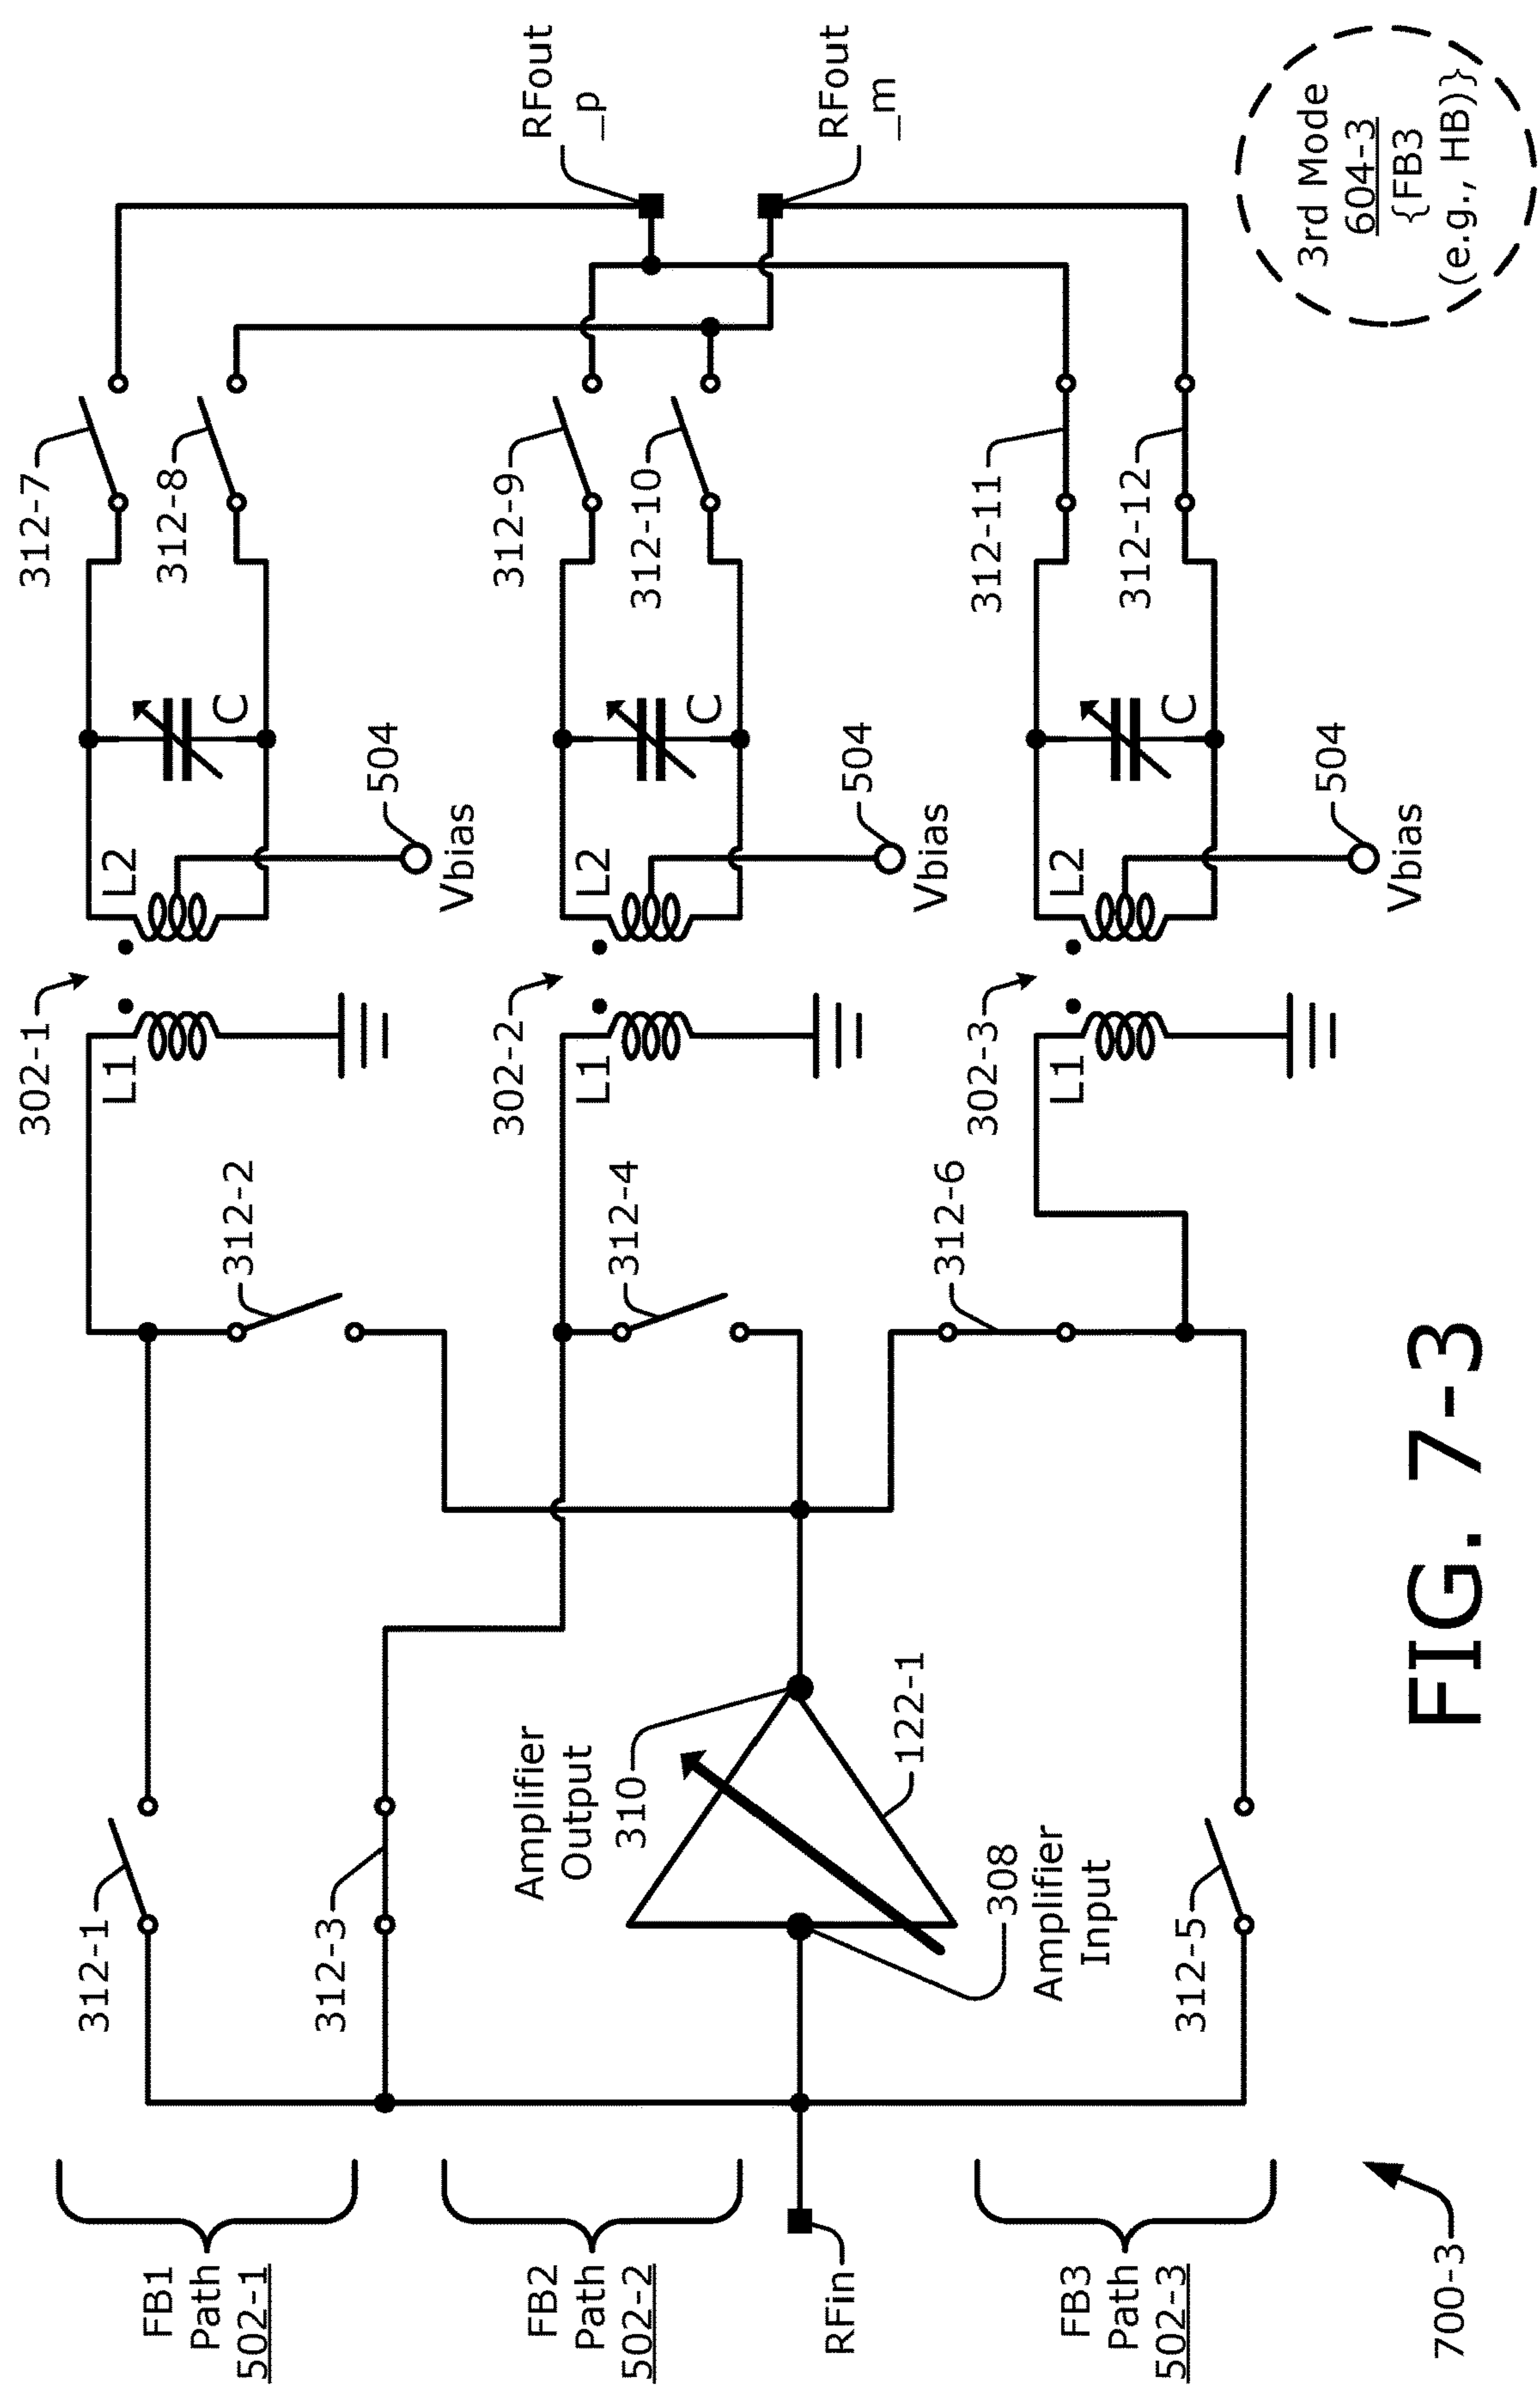 FB1
Path
502-1
FB2
Path
502-2
RFin
FB3
Path
502-3
700-3
312-1
312-3
312-5
Amplifier
Output
310
122-1
308
Amplifier
Input
312-2
312-4
312-6
302-1
L1
L2
302-2
L1
L2
302-3
L1
L2
C
504
Vbias
C
504
Vbias
C
504
Vbias
312-7
312-8
312-9
312-10
312-11
312-12
RFout
_p
RFout
_m
3rd Mode
604-3
{FB3
(e.g., HB)}
FIG. 7-3